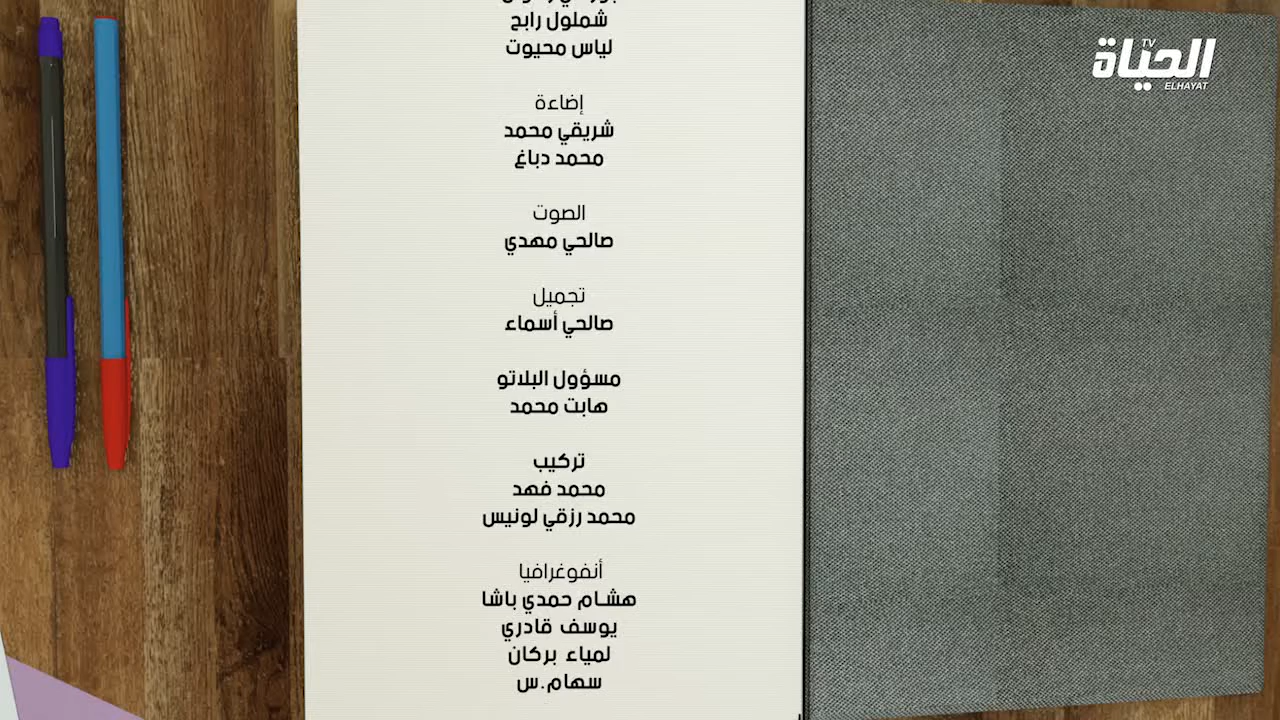 شملول رابح
لياس محيوت
إضاءة
شريقي محمد
محمد دباغ
الصوت
صالحي مهدي
تجميل
صالحي أسماء
مسؤول البلاتو
هابت محمد
تركيب
محمد فهد
محمد رزقي لونيس
أنفوغرافيا
هشام حمدي باشا
يوسف قادري
لمياء بركان
سهام.س
الحياة
TV
ELHAYAT